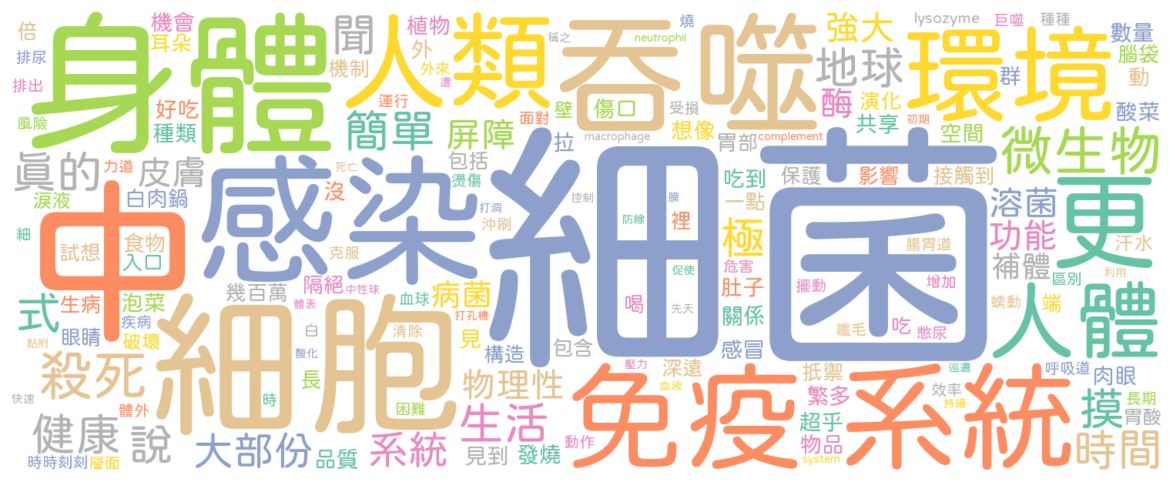 倍
機會
耳朵
聞
植物
稱之
neutrophil
燒
強大
lysozyme
巨噬
種種
數量
排尿
身體
人類
吞噬
環境
腦袋
外
機制
外來
遭
地球
群
動
排出
好吃
運行
面對
壁
傷口
受損
酶
演化
酸菜
風險
種類
簡單
屏障
想像
共享
初期
空間
macrophage
拉
胃部
complement
微生物
眞的
力道
皮膚
死亡
包括
燙傷
吃到
保護
影響
接觸到
淚液
白肉鍋
感染
沒
打洞
沖刷
控制
細菌
膜
防線
裡
一點
溶菌
更
細
中
試想
食物
入口
克服
極
腸胃道
功能
汗水
隔絕
中性球
促使
危害
補體
區別
利用
幾百萬
體表
血球
病菌
打孔機
喝
先天
肚子
擺動
增加
蠕動
端
式
生病
泡菜
疾病
眼睛
破壞
黏附
細胞
白
酸化
清除
見
構造
包含
關係
感冒
纖毛
吃
憋尿
人體
殺死
長
時
困難
物理性
壓力
血液
深遠
抵禦
巡邏
呼吸道
肉眼
快速
體外
生活
免疫系統
繁多
效率
持續
長期
胃酸
摸
健康
說
大部份
品質
系統
見到
發燒
動作
超乎
物品
system
時間
時時刻刻
層面